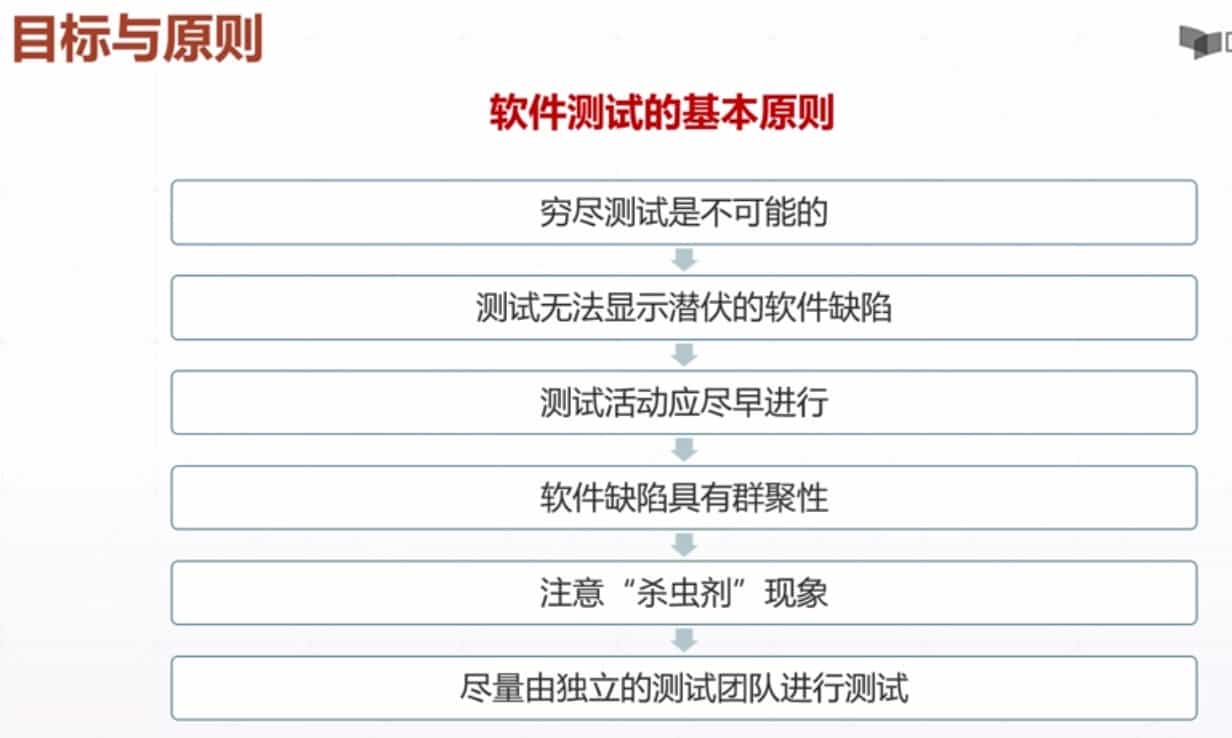 目标与原则
软件测试的基本原则
穷尽测试是不可能的
测试无法显示潜伏的软件缺陷
测试活动应尽早进行
软件缺陷具有群聚性
注意“杀虫剂”现象
尽量由独立的测试团队进行测试